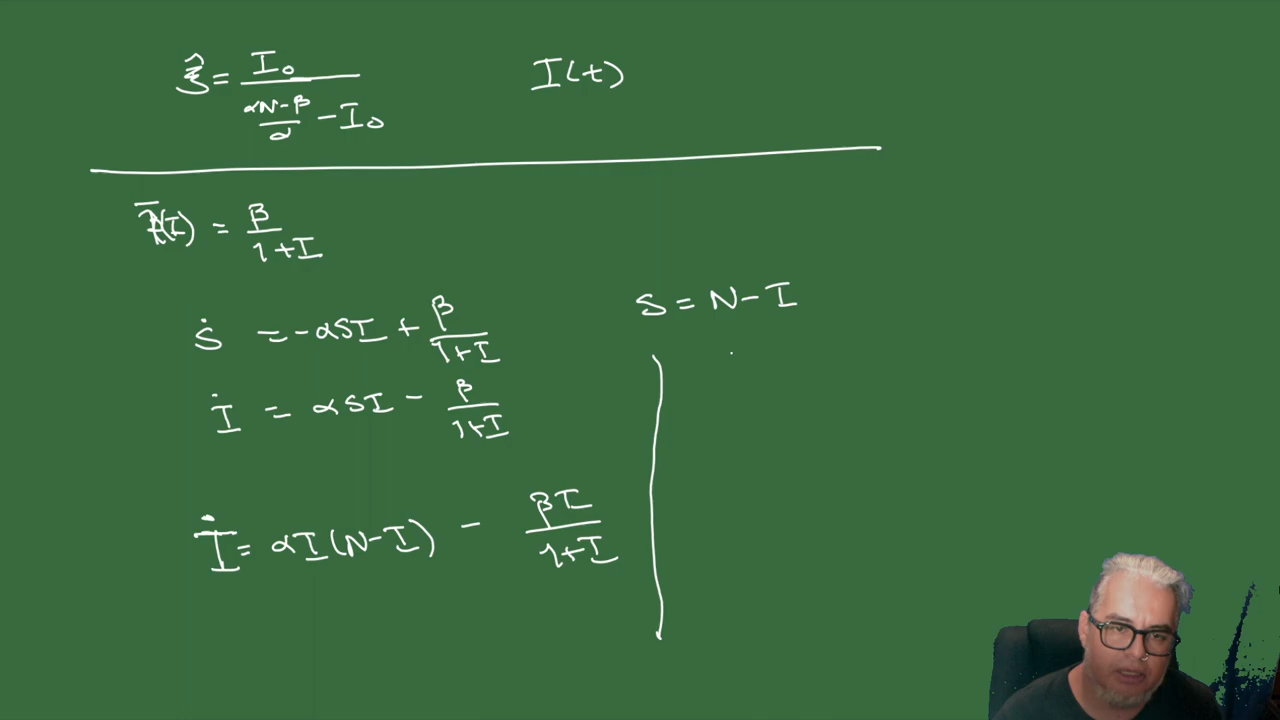 ξ̂ = I₀ / ((αN-β)/α - I₀)    I(t)
(I) = β / (1+I)
S = N-I
Ṡ = -αSI + β / (1+I)
İ = αSI - β / (1+I)
İ = αI(N-I) - βI / (1+I)